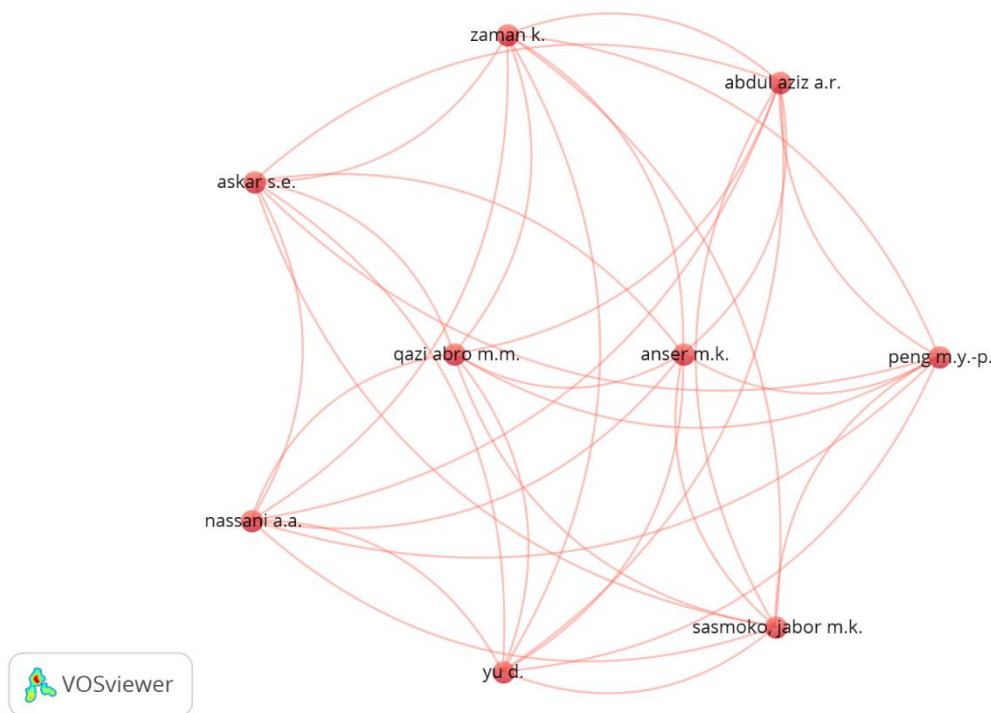 zaman k.
abdul aziz a.r.
askar s.e.
qazi abro m.m.
anser m.k.
peng m.y.-p.
nassani a.a.
sasmoko, jabor m.k.
yu d.
VOSviewer